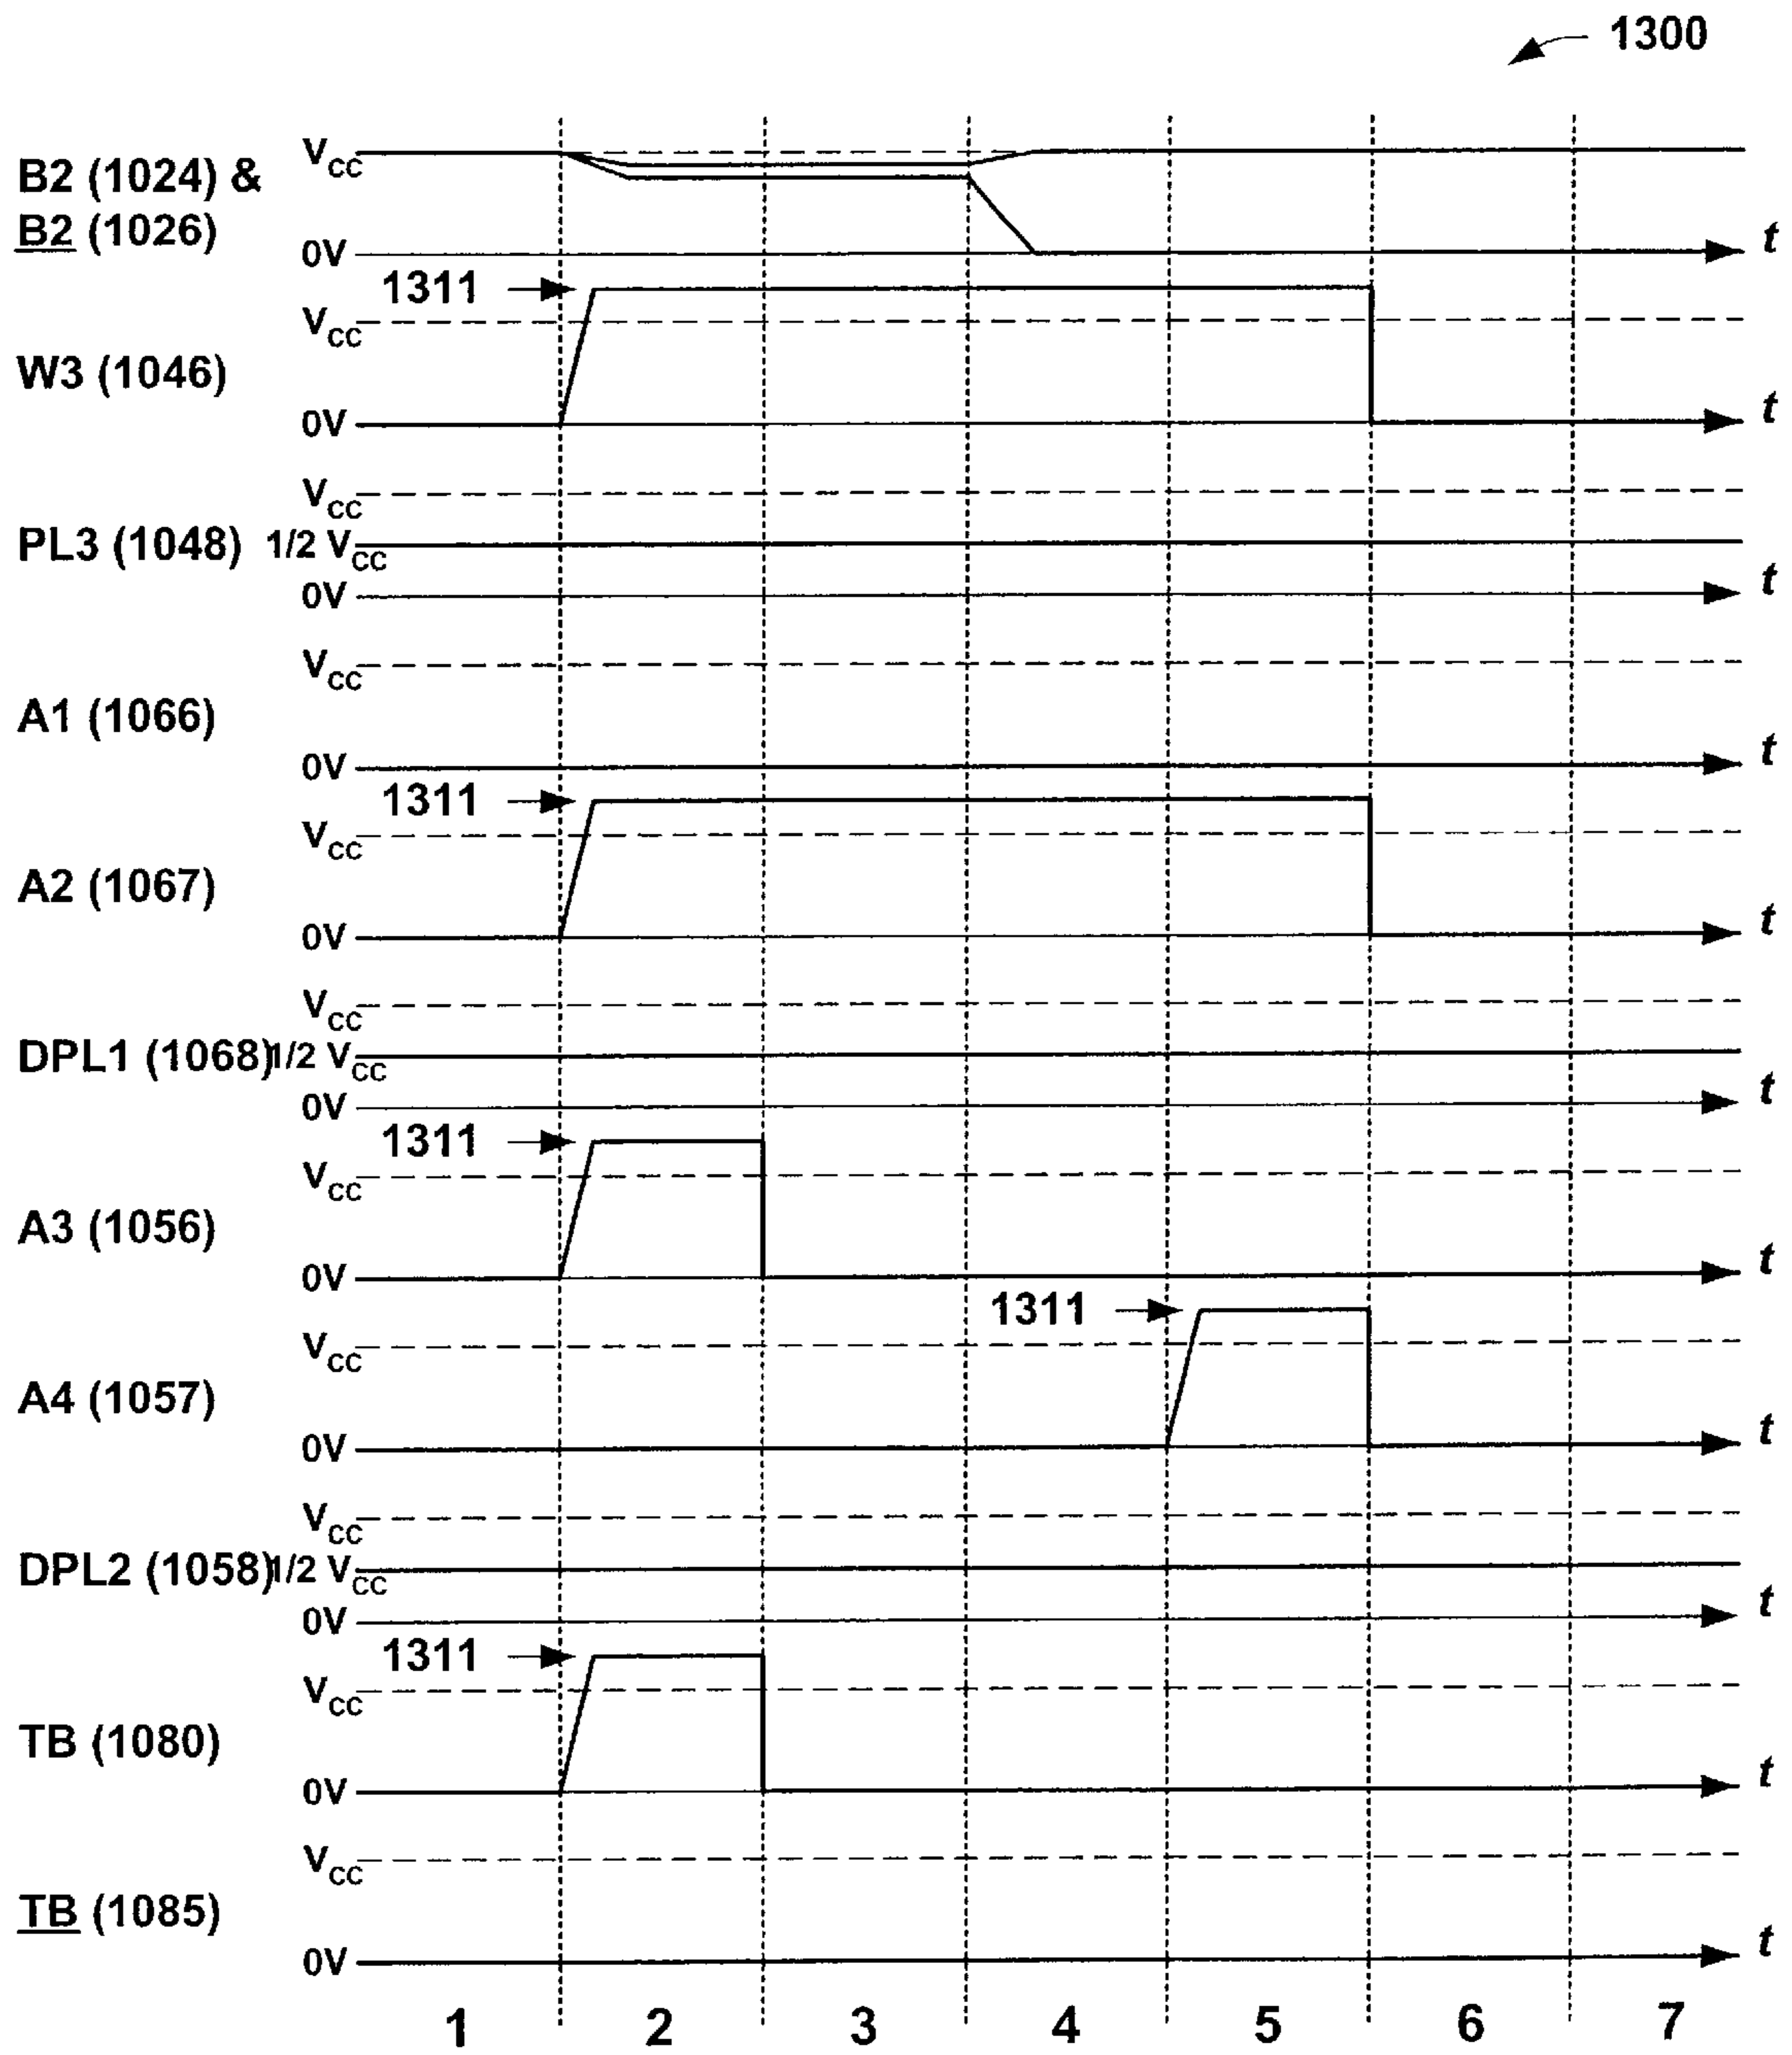 1300
B2 (1024) &
B2 (1026)
VCC
0V
t
1311
VCC
W3 (1046)
0V
t
VCC
PL3 (1048) 1/2 VCC
0V
t
VCC
A1 (1066)
0V
t
1311
VCC
A2 (1067)
0V
t
VCC
DPL1 (1068) 1/2 VCC
0V
t
1311
VCC
A3 (1056)
0V
t
1311
VCC
A4 (1057)
0V
t
VCC
DPL2 (1058) 1/2 VCC
0V
t
1311
VCC
TB (1080)
0V
t
VCC
TB (1085)
0V
t
1 2 3 4 5 6 7